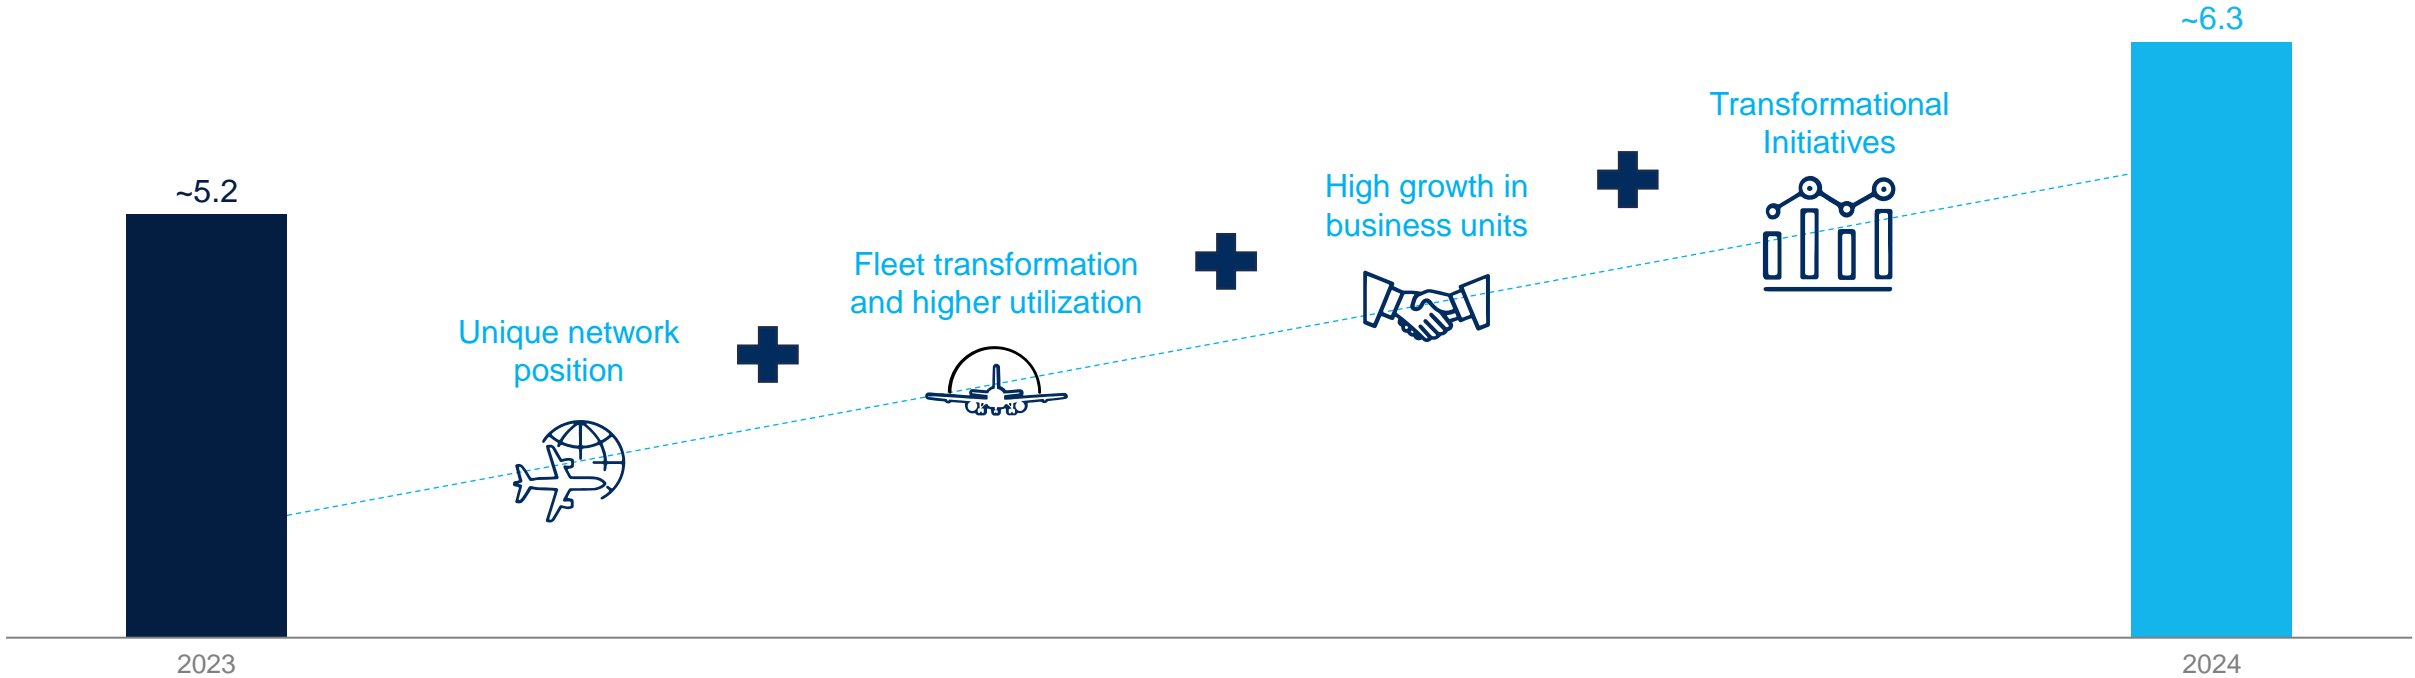 ~6.3
Transformational
Initiatives
High growth in
business units
~5.2
Fleet transformation
and higher utilization
Unique network
position
2023
2024